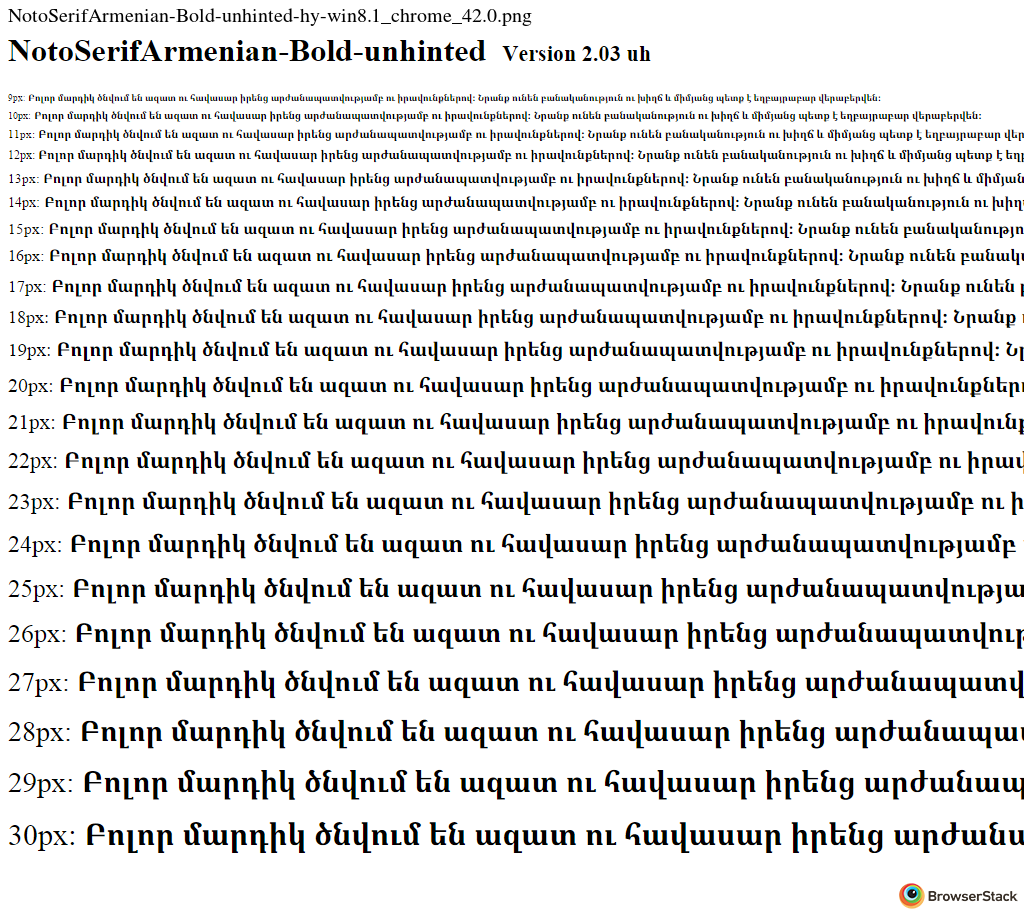 NotoSerifArmenian-Bold-unhinted-hy-win8.1_chrome_42.0.png
NotoSerifArmenian-Bold-unhinted Version 2.03 uh
9px: Բոլոր մարդիկ ծնվում են ազատ ու հավասար իրենց արժանապատվությամբ ու իրավունքներով։ Նրանք ունեն բանականություն ու խիղճ և միմյանց պետք է եղբայրաբար վերաբերվեն։
10px: Բոլոր մարդիկ ծնվում են ազատ ու հավասար իրենց արժանապատվությամբ ու իրավունքներով։ Նրանք ունեն բանականություն ու խիղճ և միմյանց պետք է եղբայրաբար վերաբերվեն։
11px: Բոլոր մարդիկ ծնվում են ազատ ու հավասար իրենց արժանապատվությամբ ու իրավունքներով։ Նրանք ունեն բանականություն ու խիղճ և միմյանց պետք է եղբայրաբար վեր
12px: Բոլոր մարդիկ ծնվում են ազատ ու հավասար իրենց արժանապատվությամբ ու իրավունքներով։ Նրանք ունեն բանականություն ու խիղճ և միմյանց պետք է եղբ
13px: Բոլոր մարդիկ ծնվում են ազատ ու հավասար իրենց արժանապատվությամբ ու իրավունքներով։ Նրանք ունեն բանականություն ու խիղճ և միմյան
14px: Բոլոր մարդիկ ծնվում են ազատ ու հավասար իրենց արժանապատվությամբ ու իրավունքներով։ Նրանք ունեն բանականություն ու խիղ
15px: Բոլոր մարդիկ ծնվում են ազատ ու հավասար իրենց արժանապատվությամբ ու իրավունքներով։ Նրանք ունեն բանականությո
16px: Բոլոր մարդիկ ծնվում են ազատ ու հավասար իրենց արժանապատվությամբ ու իրավունքներով։ Նրանք ունեն բանակ
17px: Բոլոր մարդիկ ծնվում են ազատ ու հավասար իրենց արժանապատվությամբ ու իրավունքներով։ Նրանք ունեն
18px: Բոլոր մարդիկ ծնվում են ազատ ու հավասար իրենց արժանապատվությամբ ու իրավունքներով։ Նրանք
19px: Բոլոր մարդիկ ծնվում են ազատ ու հավասար իրենց արժանապատվությամբ ու իրավունքներով։ Նր
20px: Բոլոր մարդիկ ծնվում են ազատ ու հավասար իրենց արժանապատվությամբ ու իրավունքներ
21px: Բոլոր մարդիկ ծնվում են ազատ ու հավասար իրենց արժանապատվությամբ ու իրավունք
22px: Բոլոր մարդիկ ծնվում են ազատ ու հավասար իրենց արժանապատվությամբ ու իրավ
23px: Բոլոր մարդիկ ծնվում են ազատ ու հավասար իրենց արժանապատվությամբ ու ի
24px: Բոլոր մարդիկ ծնվում են ազատ ու հավասար իրենց արժանապատվությամբ
25px: Բոլոր մարդիկ ծնվում են ազատ ու հավասար իրենց արժանապատվությա
26px: Բոլոր մարդիկ ծնվում են ազատ ու հավասար իրենց արժանապատվութ
27px: Բոլոր մարդիկ ծնվում են ազատ ու հավասար իրենց արժանապատվ
28px: Բոլոր մարդիկ ծնվում են ազատ ու հավասար իրենց արժանապա
29px: Բոլոր մարդիկ ծնվում են ազատ ու հավասար իրենց արժանապ
30px: Բոլոր մարդիկ ծնվում են ազատ ու հավասար իրենց արժանա
BrowserStack